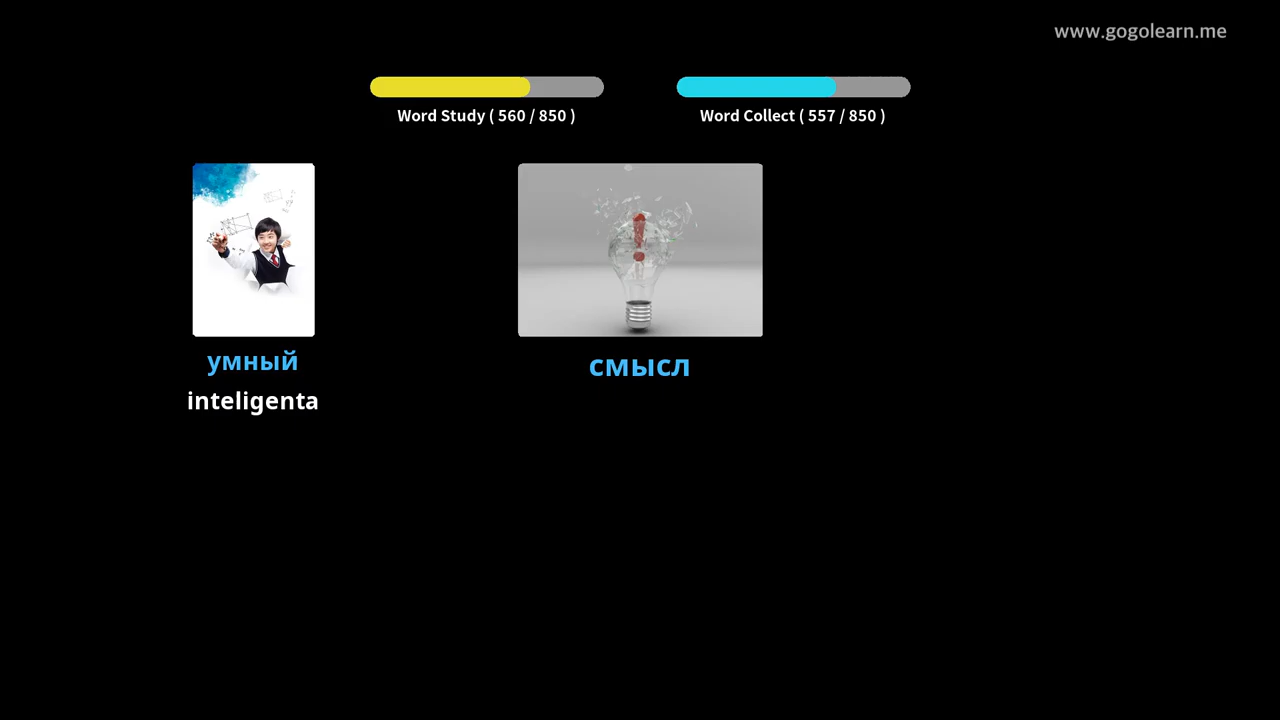 www.gogolearn.me
Word Study ( 560 / 850 )
Word Collect ( 557 / 850 )
умный
inteligenta
смысл